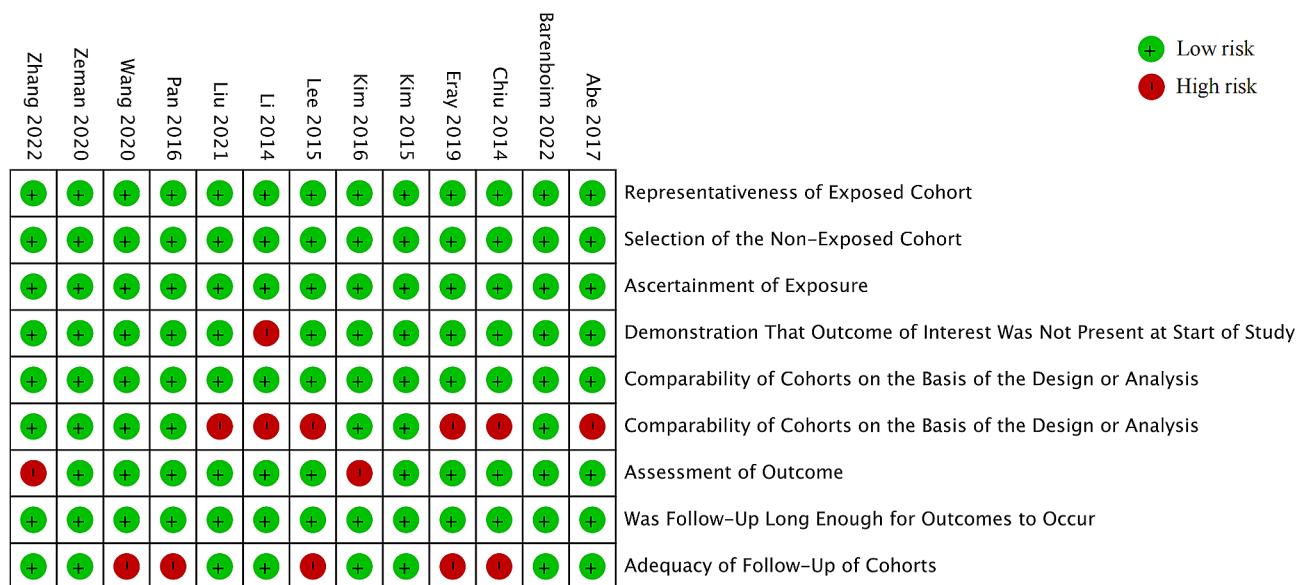 Zhang 2022
Zeman 2020
Wang 2020
Pan 2016
Liu 2021
Li 2014
Lee 2015
Kim 2016
Kim 2015
Eray 2019
Chiu 2014
Barenboim 2022
Abe 2017
Low risk
High risk
Representativeness of Exposed Cohort
Selection of the Non-Exposed Cohort
Ascertainment of Exposure
Demonstration That Outcome of Interest Was Not Present at Start of Study
Comparability of Cohorts on the Basis of the Design or Analysis
Comparability of Cohorts on the Basis of the Design or Analysis
Assessment of Outcome
Was Follow-Up Long Enough for Outcomes to Occur
Adequacy of Follow-Up of Cohorts